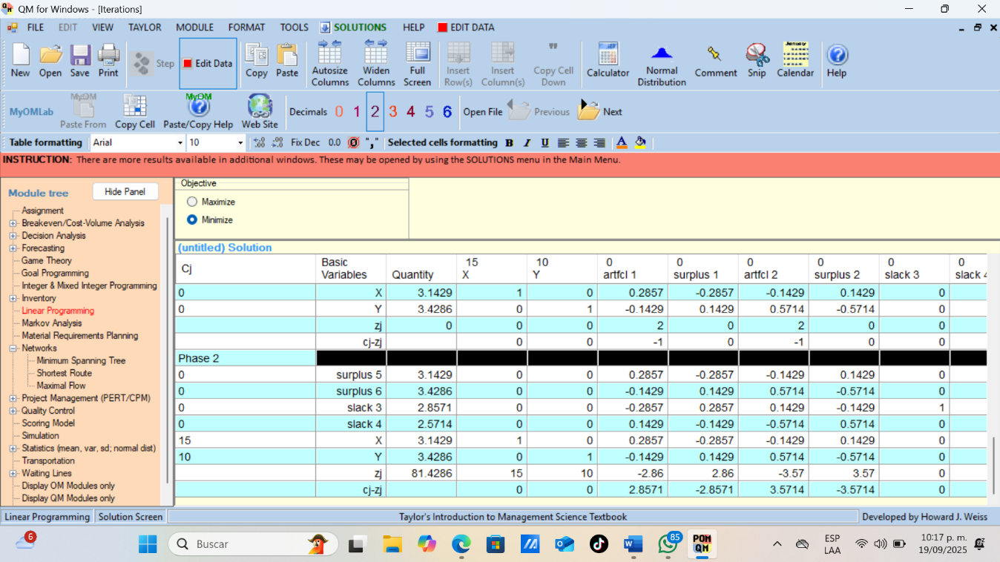 QM for Windows - [Iterations]
FILE EDIT VIEW TAYLOR MODULE FORMAT TOOLS SOLUTIONS HELP EDIT DATA
New Open Save Print Step Edit Data Copy Paste Autosize Columns Widen Columns Full Screen Insert Row(s) Insert Column(s) Copy Cell Down Calculator Normal Distribution Comment Snip Calendar Help
MyOMLab Paste From Copy Cell Paste/Copy Help Web Site Decimals 0 1 2 3 4 5 6 Open File Previous Next
Table formatting Arial 10 Fix Dec 0.0 Selected cells formatting B I U A
INSTRUCTION: There are more results available in additional windows. These may be opened by using the SOLUTIONS menu in the Main Menu.
Module tree
Hide Panel
Assignment
Breakeven/Cost-Volume Analysis
Decision Analysis
Forecasting
Game Theory
Goal Programming
Integer & Mixed Integer Programming
Inventory
Linear Programming
Markov Analysis
Material Requirements Planning
Networks
Minimum Spanning Tree
Shortest Route
Maximal Flow
Project Management (PERT/CPM)
Quality Control
Scoring Model
Simulation
Statistics (mean, var, sd; normal dist)
Transportation
Waiting Lines
Display OM Modules only
Display QM Modules only
Objective
Maximize
Minimize
(untitled) Solution
Cj Basic Variables Quantity 15 X 10 Y 0 artfcl 1 0 surplus 1 0 artfcl 2 0 surplus 2 0 slack 3 0 slack 4
0 X 3.1429 1 0 0.2857 -0.2857 -0.1429 0.1429 0
0 Y 3.4286 0 1 -0.1429 0.1429 0.5714 -0.5714 0
zj 0 0 0 2 0 2 0 0
cj-zj 0 0 -1 0 -1 0 0
Phase 2
0 surplus 5 3.1429 0 0 0.2857 -0.2857 -0.1429 0.1429 0
0 surplus 6 3.4286 0 0 -0.1429 0.1429 0.5714 -0.5714 0
0 slack 3 2.8571 0 0 -0.2857 0.2857 0.1429 -0.1429 1
0 slack 4 2.5714 0 0 0.1429 -0.1429 -0.5714 0.5714 0
15 X 3.1429 1 0 0.2857 -0.2857 -0.1429 0.1429 0
10 Y 3.4286 0 1 -0.1429 0.1429 0.5714 -0.5714 0
zj 81.4286 15 10 -2.86 2.86 -3.57 3.57 0
cj-zj 0 0 2.8571 -2.8571 3.5714 -3.5714 0
Linear Programming Solution Screen Taylor's Introduction to Management Science Textbook Developed by Howard J. Weiss
6 Buscar 85 POM QM ESP LAA 10:17 p. m. 19/09/2025